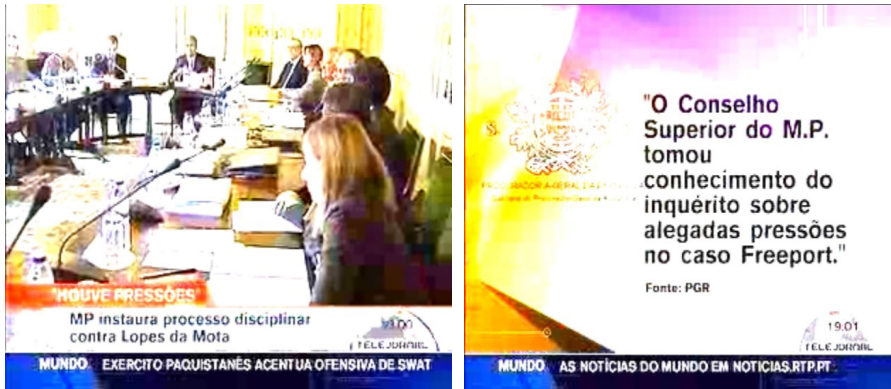 "HOUVE PRESSÕES"
MP instaura processo disciplinar
contra Lopes da Mota
19.00
TELEJORNAL
MUNDO EXERCITO PAQUISTANÊS ACENTUA OFENSIVA DE SWAT
"O Conselho
Superior do M.P.
tomou
conhecimento do
inquérito sobre
alegadas pressões
no caso Freeport."
Fonte: PGR
19.01
TELEJORNAL
MUNDO AS NOTÍCIAS DO MUNDO EM NOTICIAS.RTP.PT